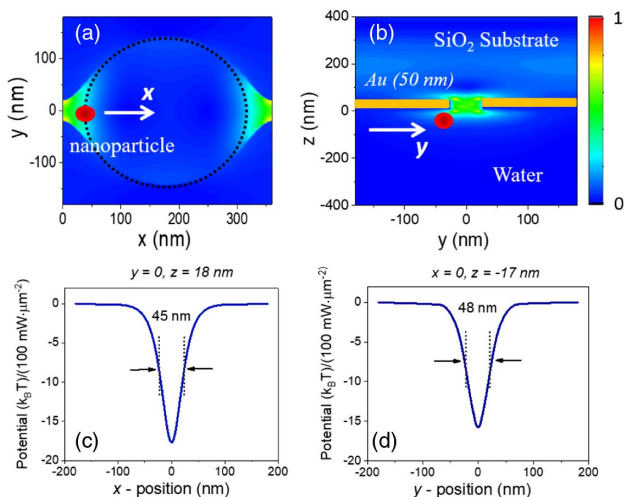 (a)
y (nm)
100
0
-100
x
nanoparticle
0
100
200
300
x (nm)
(b)
SiO₂ Substrate
Au (50 nm)
y
Water
z (nm)
400
200
0
-200
-400
-100
0
100
y (nm)
1
0
y = 0, z = 18 nm
Potential (k_BT)/(100 mW·μm⁻²)
0
-5
-10
-15
-20
45 nm
(c)
-200
-100
0
100
200
x - position (nm)
x = 0, z = -17 nm
Potential (k_BT)/(100 mW·μm⁻²)
0
-5
-10
-15
-20
48 nm
(d)
-200
-100
0
100
200
y - position (nm)